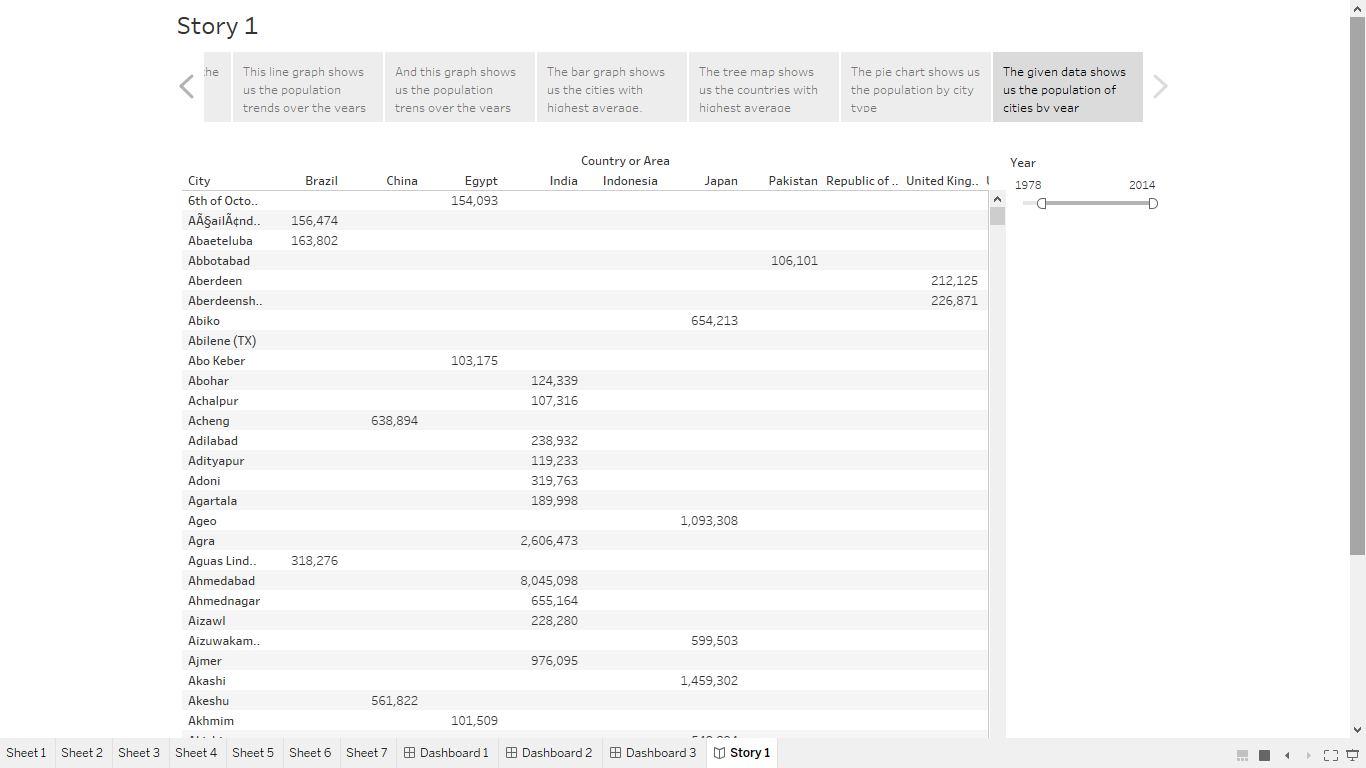 Story 1
the
This line graph shows
us the population
trends over the years
And this graph shows
us the population
trens over the years
The bar graph shows
us the cities with
highest average.
The tree map shows
us the countries with
highest average
The pie chart shows us
the population by city
type
The given data shows
us the population of
cities by year
Country or Area
City Brazil China Egypt India Indonesia Japan Pakistan Republic of .. United King..
6th of Octo.. 154,093
AÃ§ailÃ¢nd.. 156,474
Abaeteluba 163,802
Abbotabad 106,101
Aberdeen 212,125
Aberdeensh.. 226,871
Abiko 654,213
Abilene (TX)
Abo Keber 103,175
Abohar 124,339
Achalpur 107,316
Acheng 638,894
Adilabad 238,932
Adityapur 119,233
Adoni 319,763
Agartala 189,998
Ageo 1,093,308
Agra 2,606,473
Aguas Lind.. 318,276
Ahmedabad 8,045,098
Ahmednagar 655,164
Aizawl 228,280
Aizuwakam.. 599,503
Ajmer 976,095
Akashi 1,459,302
Akeshu 561,822
Akhmim 101,509
Year
1978 2014
Sheet 1 Sheet 2 Sheet 3 Sheet 4 Sheet 5 Sheet 6 Sheet 7 Dashboard 1 Dashboard 2 Dashboard 3 Story 1